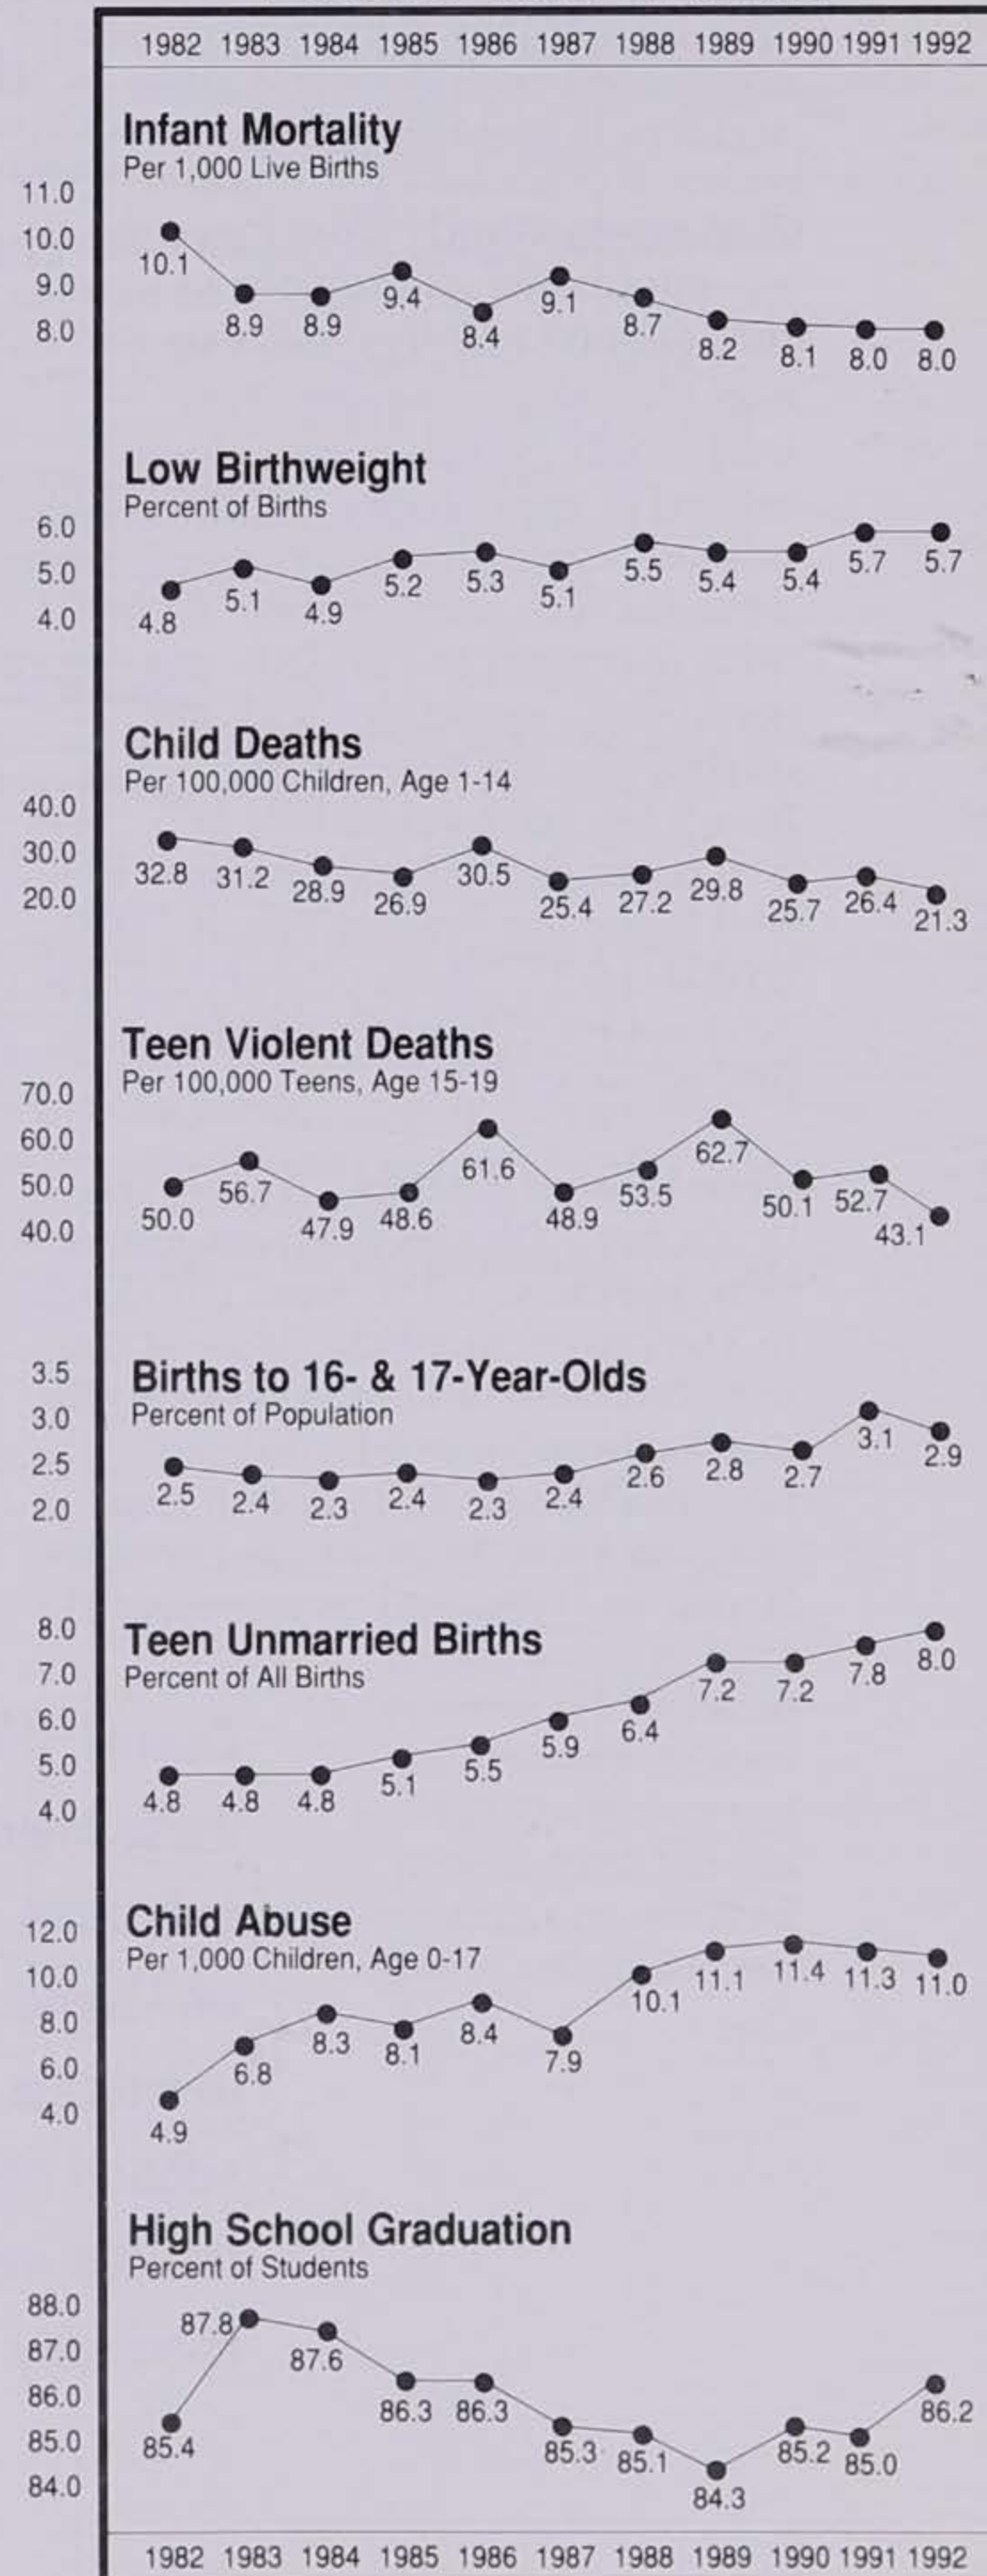 1982 1983 1984 1985 1986 1987 1988 1989 1990 1991 1992
Infant Mortality
Per 1,000 Live Births
11.0
10.0
9.0
8.0
10.1 8.9 8.9 9.4 8.4 9.1 8.7 8.2 8.1 8.0 8.0
Low Birthweight
Percent of Births
6.0
5.0
4.0
4.8 5.1 4.9 5.2 5.3 5.1 5.5 5.4 5.4 5.7 5.7
Child Deaths
Per 100,000 Children, Age 1-14
40.0
30.0
20.0
32.8 31.2 28.9 26.9 30.5 25.4 27.2 29.8 25.7 26.4 21.3
Teen Violent Deaths
Per 100,000 Teens, Age 15-19
70.0
60.0
50.0
40.0
50.0 56.7 47.9 48.6 61.6 48.9 53.5 62.7 50.1 52.7 43.1
Births to 16- & 17-Year-Olds
Percent of Population
3.5
3.0
2.5
2.0
2.5 2.4 2.3 2.4 2.3 2.4 2.6 2.8 2.7 3.1 2.9
Teen Unmarried Births
Percent of All Births
8.0
7.0
6.0
5.0
4.0
4.8 4.8 4.8 5.1 5.5 5.9 6.4 7.2 7.2 7.8 8.0
Child Abuse
Per 1,000 Children, Age 0-17
12.0
10.0
8.0
6.0
4.0
4.9 6.8 8.3 8.1 8.4 7.9 10.1 11.1 11.4 11.3 11.0
High School Graduation
Percent of Students
88.0
87.0
86.0
85.0
84.0
85.4 87.8 87.6 86.3 86.3 85.3 85.1 84.3 85.2 85.0 86.2
1982 1983 1984 1985 1986 1987 1988 1989 1990 1991 1992